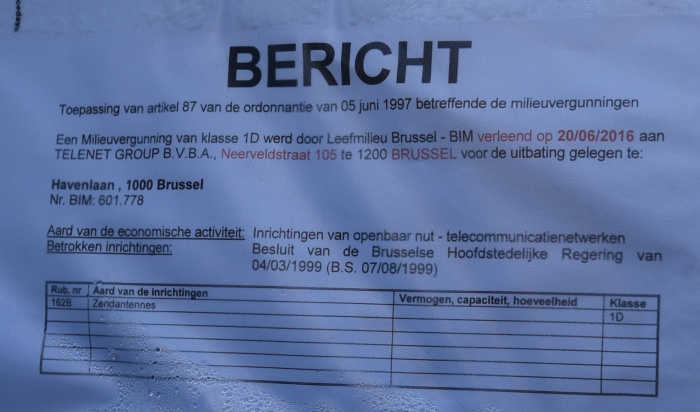 BERICHT
Toepassing van artikel 87 van de ordonnantie van 05 juni 1997 betreffende de milieuvergunningen
Een Milieuvergunning van klasse 1D werd door Leefmilieu Brussel - BIM verleend op 20/06/2016 aan
TELENET GROUP B.V.B.A., Neerveldstraat 105 te 1200 BRUSSEL voor de uitbating gelegen te:
Havenlaan , 1000 Brussel
Nr. BIM: 601.778
Aard van de economische activiteit: Inrichtingen van openbaar nut - telecommunicatienetwerken
Betrokken inrichtingen: Besluit van de Brusselse Hoofdstedelijke Regering van
04/03/1999 (B.S. 07/08/1999)
Rub. nr Aard van de inrichtingen Vermogen, capaciteit, hoeveelheid Klasse
162B Zendantennes 1D